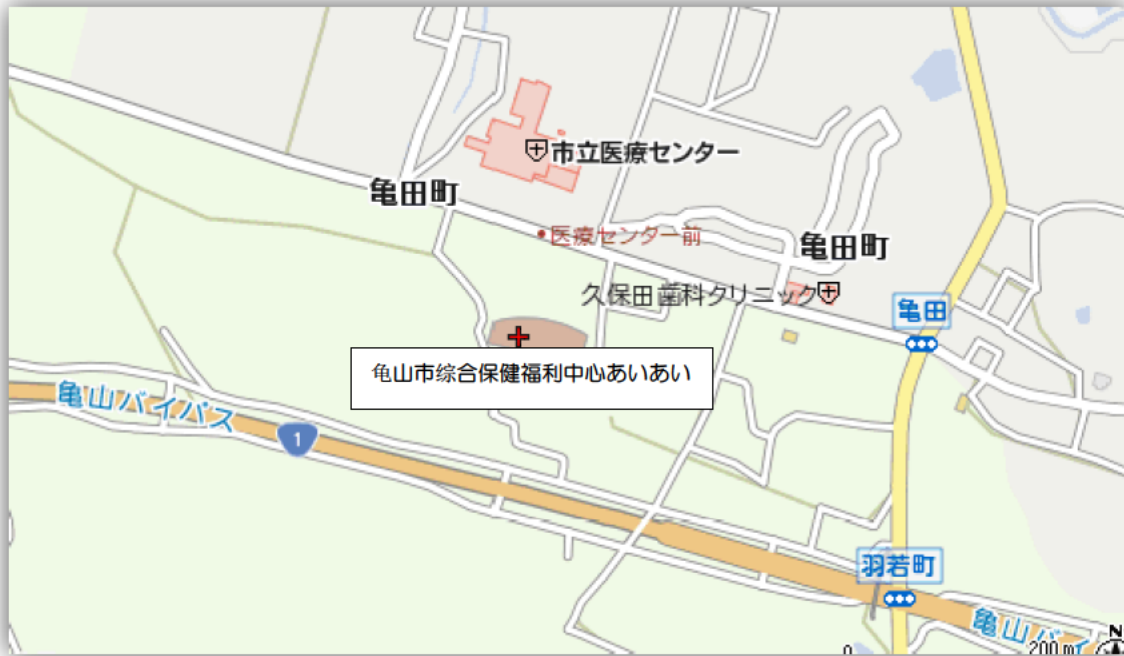 市立医療センター
亀田町
医療センター前
亀田町
久保田歯科クリニック
亀田
亀山市综合保健福利中心あいあい
亀山バイパス
1
羽若町
亀山バイ
0
200m
N